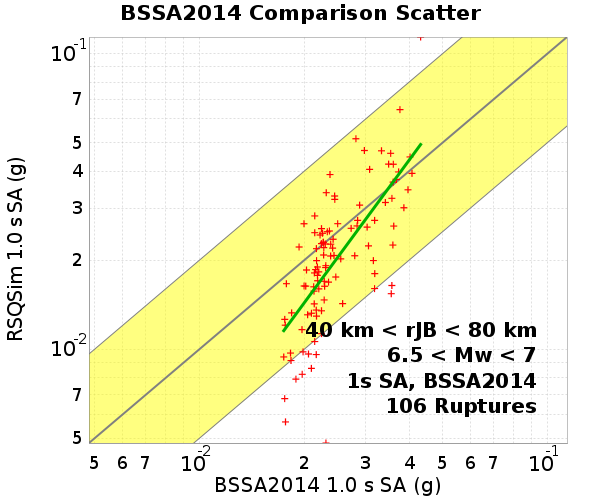 BSSA2014 Comparison Scatter
RSQSim 1.0 s SA (g)
10-1
7
5
4
3
2
10-2
7
5
40 km < rJB < 80 km
6.5 < Mw < 7
1s SA, BSSA2014
106 Ruptures
5 6 7 10-2 2 3 4 5 6 7 10-1
BSSA2014 1.0 s SA (g)